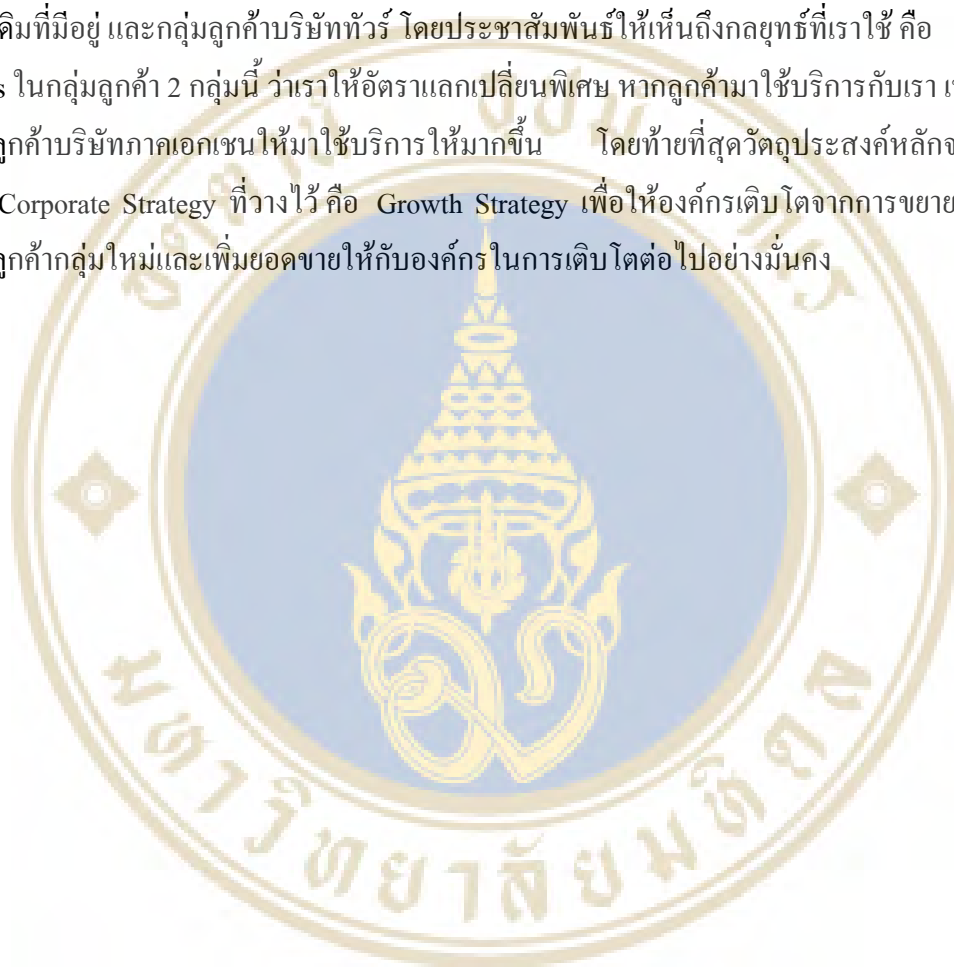 ดิมที่มีอยู่ และกลุ่มลูกค้าบริษัททัวร์ โดยประชาสัมพันธ์ให้เห็นถึงกลยุทธ์ที่เราใช้ คือ
s ในกลุ่มลูกค้า 2 กลุ่มนี้ ว่าเราให้อัตราแลกเปลี่ยนพิเศษ หากลูกค้ามาใช้บริการกับเรา
ลูกค้าบริษัทภาคเอกชนให้มาใช้บริการให้มากขึ้น โดยท้ายที่สุดวัตถุประสงค์หลัก
Corporate Strategy ที่วางไว้ คือ Growth Strategy เพื่อให้องค์กรเติบโตจากการขยาย
ลูกค้ากลุ่มใหม่และเพิ่มยอดขายให้กับองค์กรในการเติบโตต่อไปอย่างมั่นคง
อตฺตานํ อุปมํ กเร
มหาวิทยาลัยมหิดล